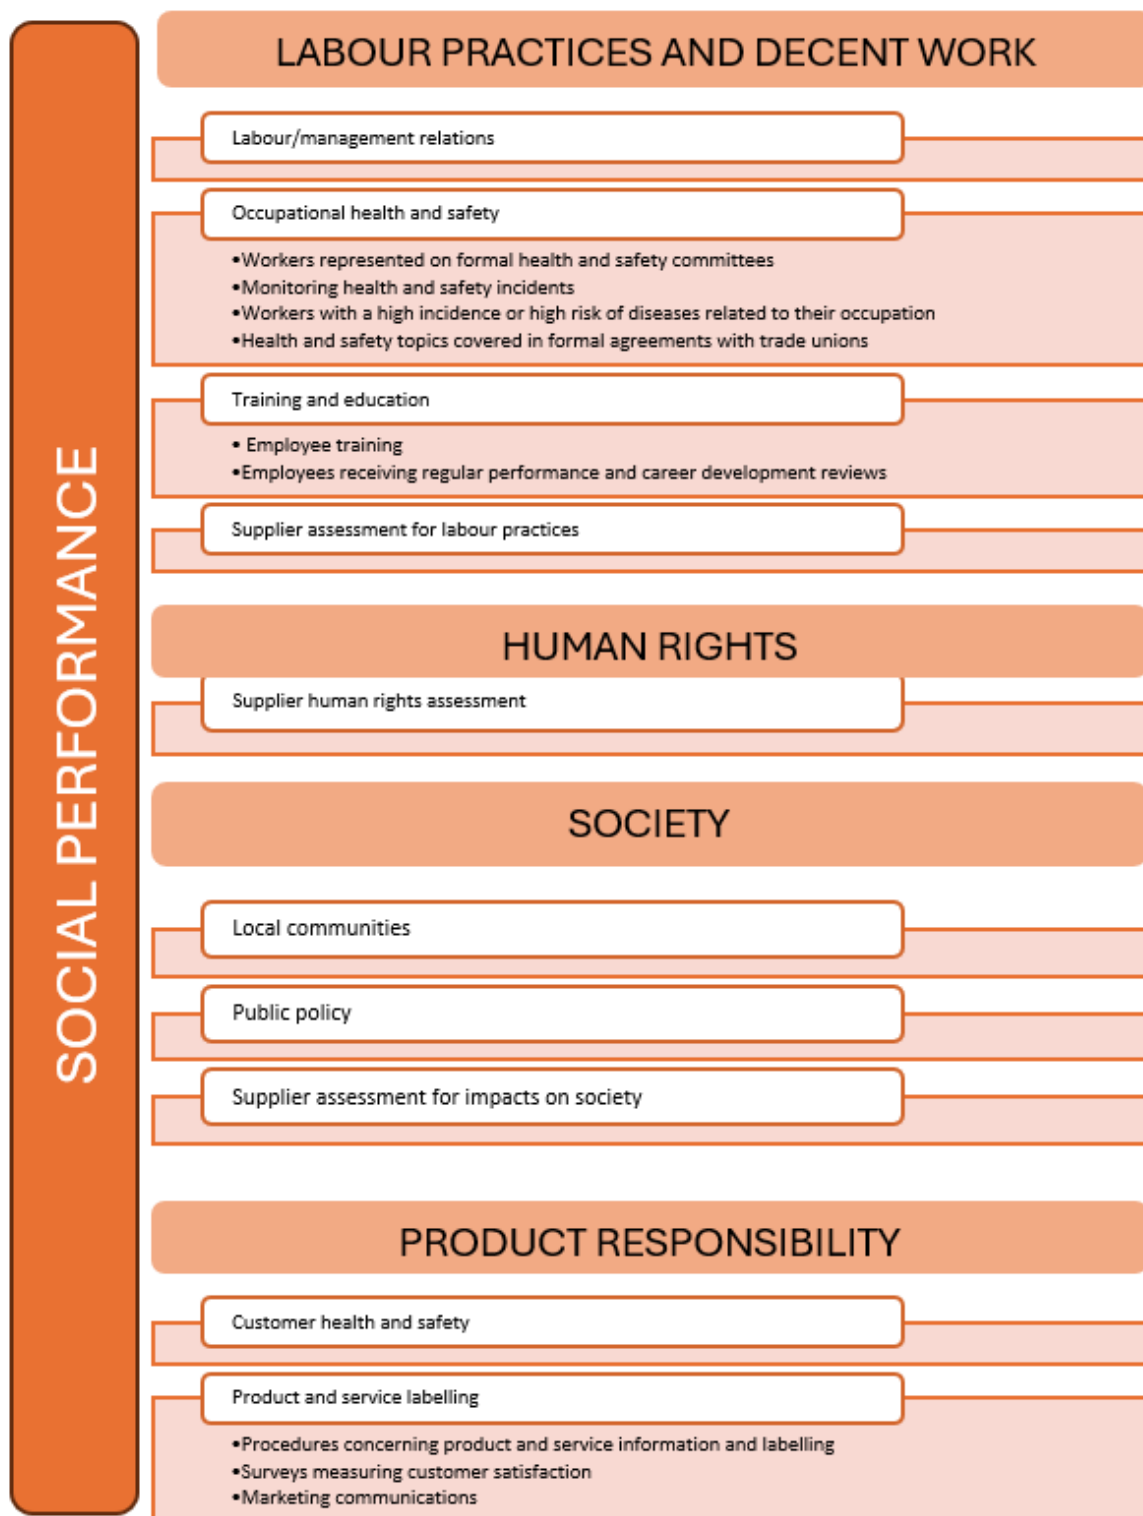 SOCIAL PERFORMANCE
LABOUR PRACTICES AND DECENT WORK
Labour/management relations
Occupational health and safety
•Workers represented on formal health and safety committees
•Monitoring health and safety incidents
•Workers with a high incidence or high risk of diseases related to their occupation
•Health and safety topics covered in formal agreements with trade unions
Training and education
• Employee training
•Employees receiving regular performance and career development reviews
Supplier assessment for labour practices
HUMAN RIGHTS
Supplier human rights assessment
SOCIETY
Local communities
Public policy
Supplier assessment for impacts on society
PRODUCT RESPONSIBILITY
Customer health and safety
Product and service labelling
•Procedures concerning product and service information and labelling
•Surveys measuring customer satisfaction
•Marketing communications